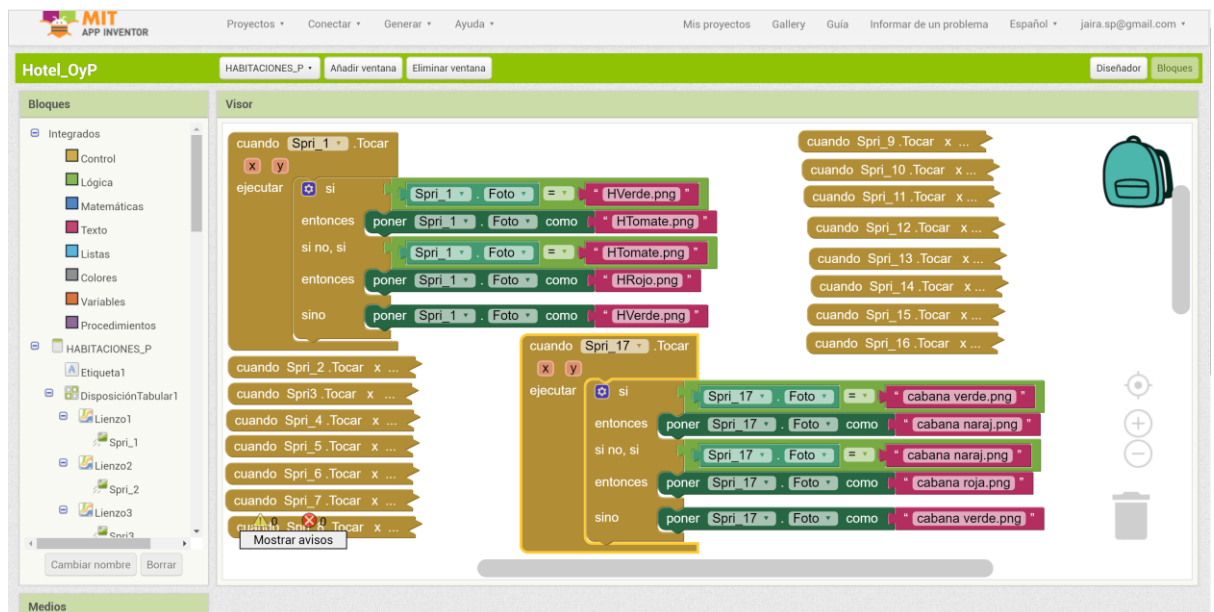 MIT
APP INVENTOR
Proyectos Conectar Generar Ayuda Mis proyectos Gallery Guía Informar de un problema Español jaira.sp@gmail.com
Hotel_OyP HABITACIONES_P Añadir ventana Eliminar ventana Diseñador Bloques
Bloques
Integrados
Control
Lógica
Matemáticas
Texto
Listas
Colores
Variables
Procedimientos
HABITACIONES_P
Etiqueta1
DisposiciónTabular1
Lienzo1
Spri_1
Lienzo2
Spri_2
Lienzo3
Spri3
Cambiar nombre Borrar
Medios
Visor
cuando Spri_1 .Tocar
x y
ejecutar si Spri_1 . Foto = " HVerde.png "
entonces poner Spri_1 . Foto como " HTomate.png "
si no, si Spri_1 . Foto = " HTomate.png "
entonces poner Spri_1 . Foto como " HRojo.png "
sino poner Spri_1 . Foto como " HVerde.png "
cuando Spri_2 .Tocar x ...
cuando Spri3 .Tocar x ...
cuando Spri_4 .Tocar x ...
cuando Spri_5 .Tocar x ...
cuando Spri_6 .Tocar x ...
cuando Spri_7 .Tocar x ...
cuando Spri_8 .Tocar x ...
0 0
Mostrar avisos
cuando Spri_17 .Tocar
x y
ejecutar si Spri_17 . Foto = " cabana verde.png "
entonces poner Spri_17 . Foto como " cabana naraj.png "
si no, si Spri_17 . Foto = " cabana naraj.png "
entonces poner Spri_17 . Foto como " cabana roja.png "
sino poner Spri_17 . Foto como " cabana verde.png "
cuando Spri_9 .Tocar x ...
cuando Spri_10 .Tocar x ...
cuando Spri_11 .Tocar x ...
cuando Spri_12 .Tocar x ...
cuando Spri_13 .Tocar x ...
cuando Spri_14 .Tocar x ...
cuando Spri_15 .Tocar x ...
cuando Spri_16 .Tocar x ...